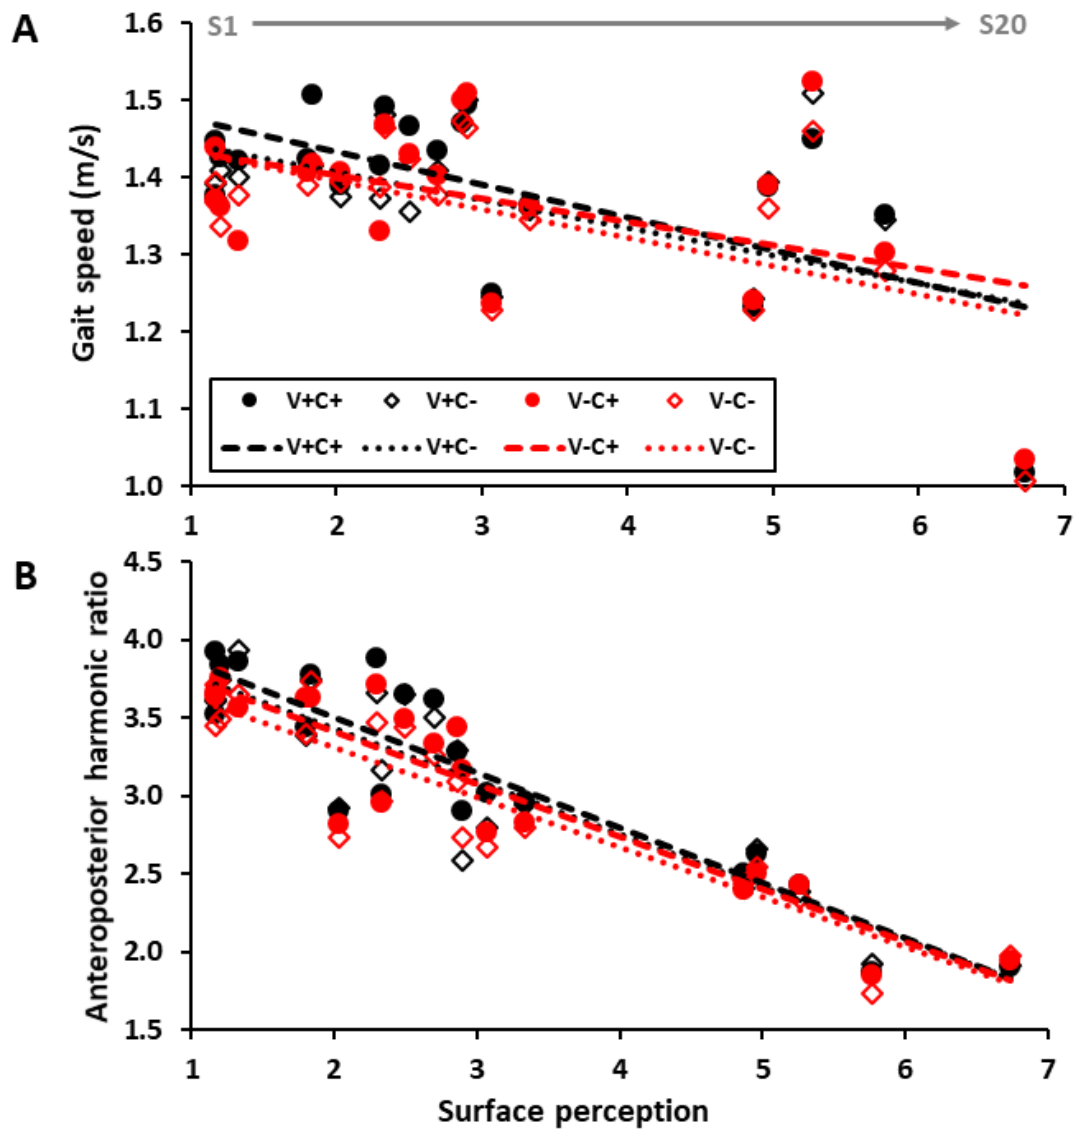 A
S1 S20
1.6
1.5
1.4
1.3
1.2
1.1
1.0
Gait speed (m/s)
V+C+ V+C- V-C+ V-C-
V+C+ V+C- V-C+ V-C-
1 2 3 4 5 6 7
B
4.5
4.0
3.5
3.0
2.5
2.0
1.5
Anteroposterior harmonic ratio
1 2 3 4 5 6 7
Surface perception